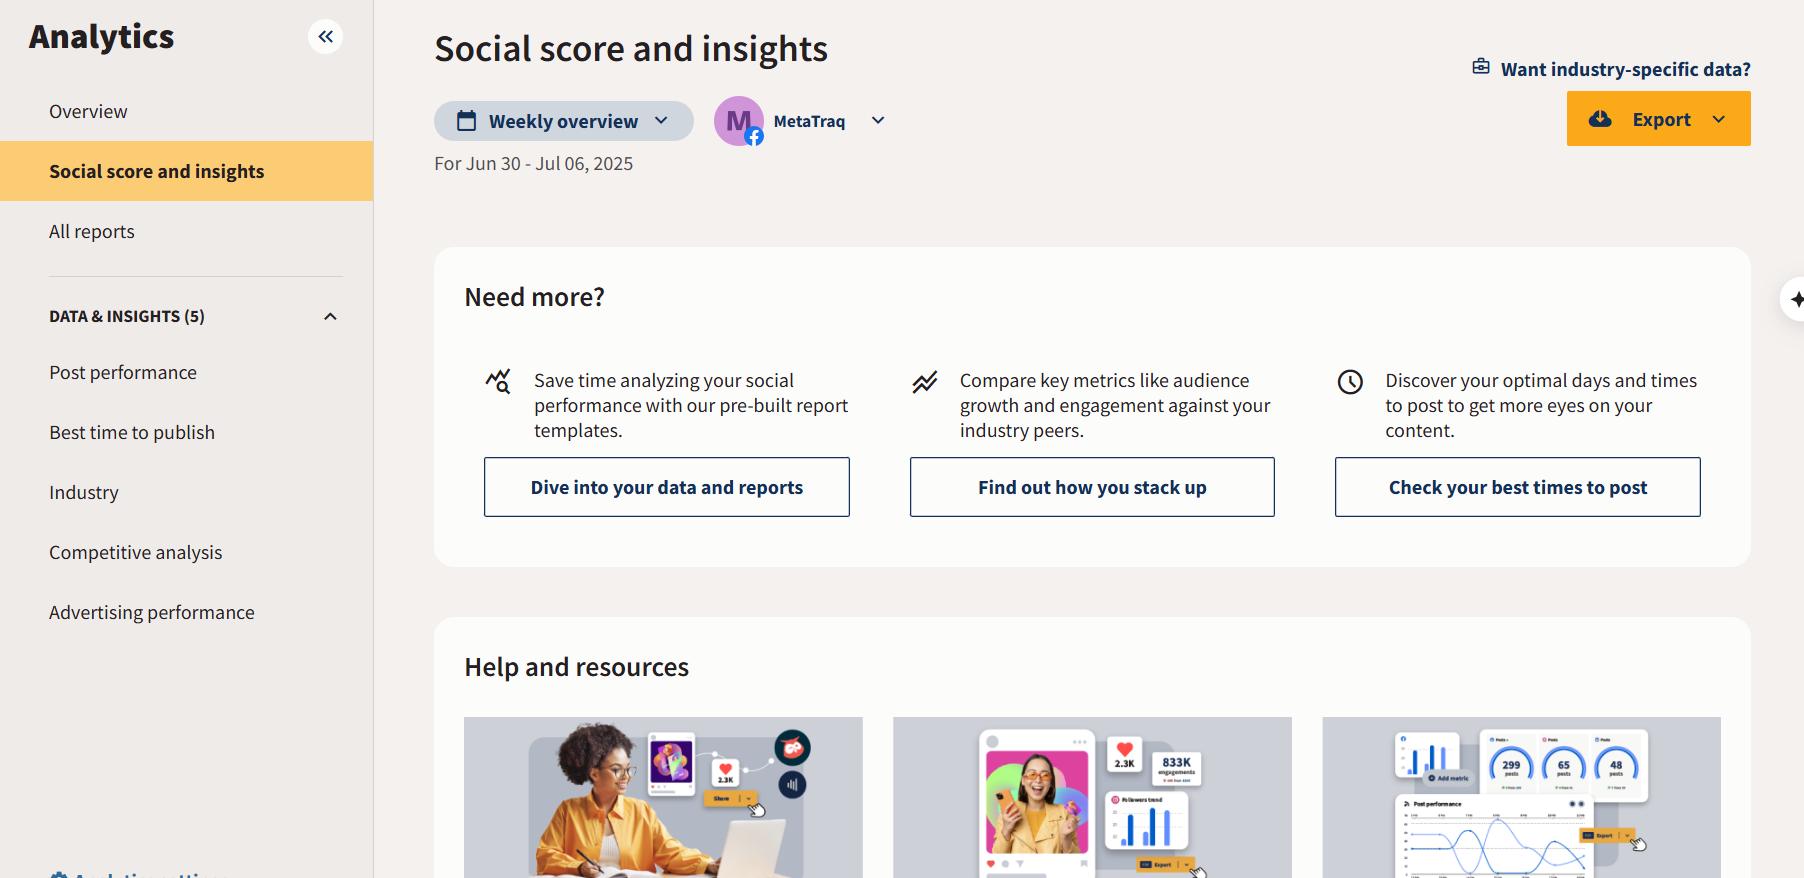 Analytics
Overview
Social score and insights
All reports
DATA & INSIGHTS (5)
Post performance
Best time to publish
Industry
Competitive analysis
Advertising performance
Social score and insights
Want industry-specific data?
Weekly overview
M
MetaTraq
Export
For Jun 30 - Jul 06, 2025
Need more?
Save time analyzing your social
performance with our pre-built report
templates.
Dive into your data and reports
Compare key metrics like audience
growth and engagement against your
industry peers.
Find out how you stack up
Discover your optimal days and times
to post to get more eyes on your
content.
Check your best times to post
Help and resources
2.3K
Share
2.3K
833K
engagements
Followers trend
Export
Add metric
Posts
299
posts
Posts
65
posts
Posts
48
posts
Post performance
Export